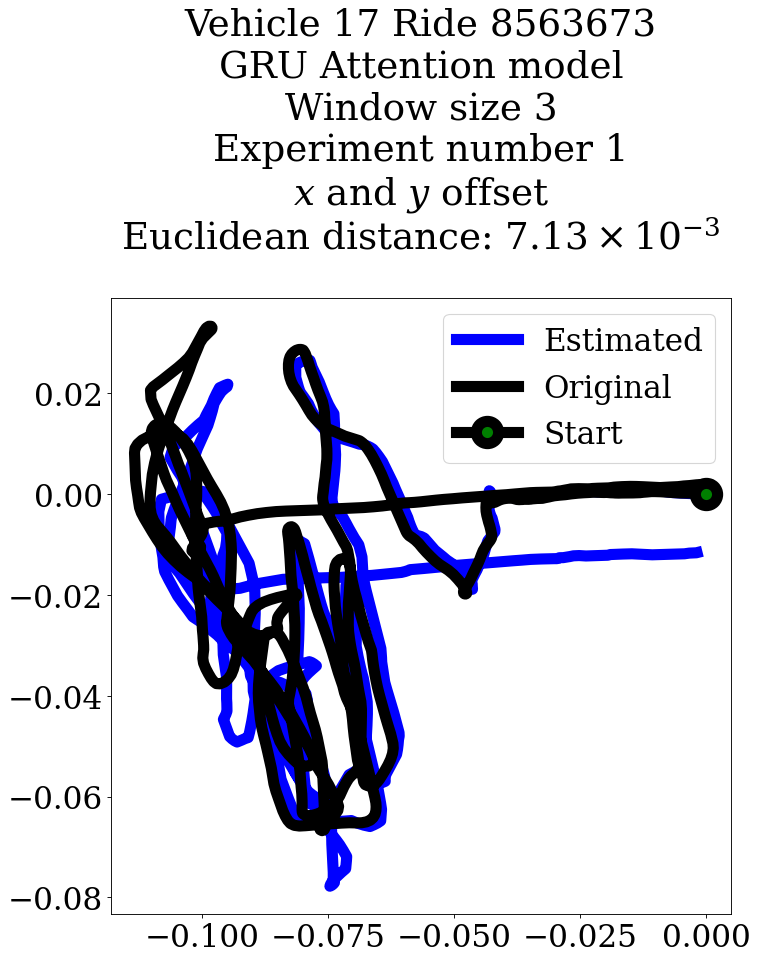 Vehicle 17 Ride 8563673
GRU Attention model
Window size 3
Experiment number 1
x and y offset
Euclidean distance: 7.13 × 10⁻³
Estimated
Original
Start
0.02
0.00
−0.02
−0.04
−0.06
−0.08
−0.100 −0.075 −0.050 −0.025 0.000